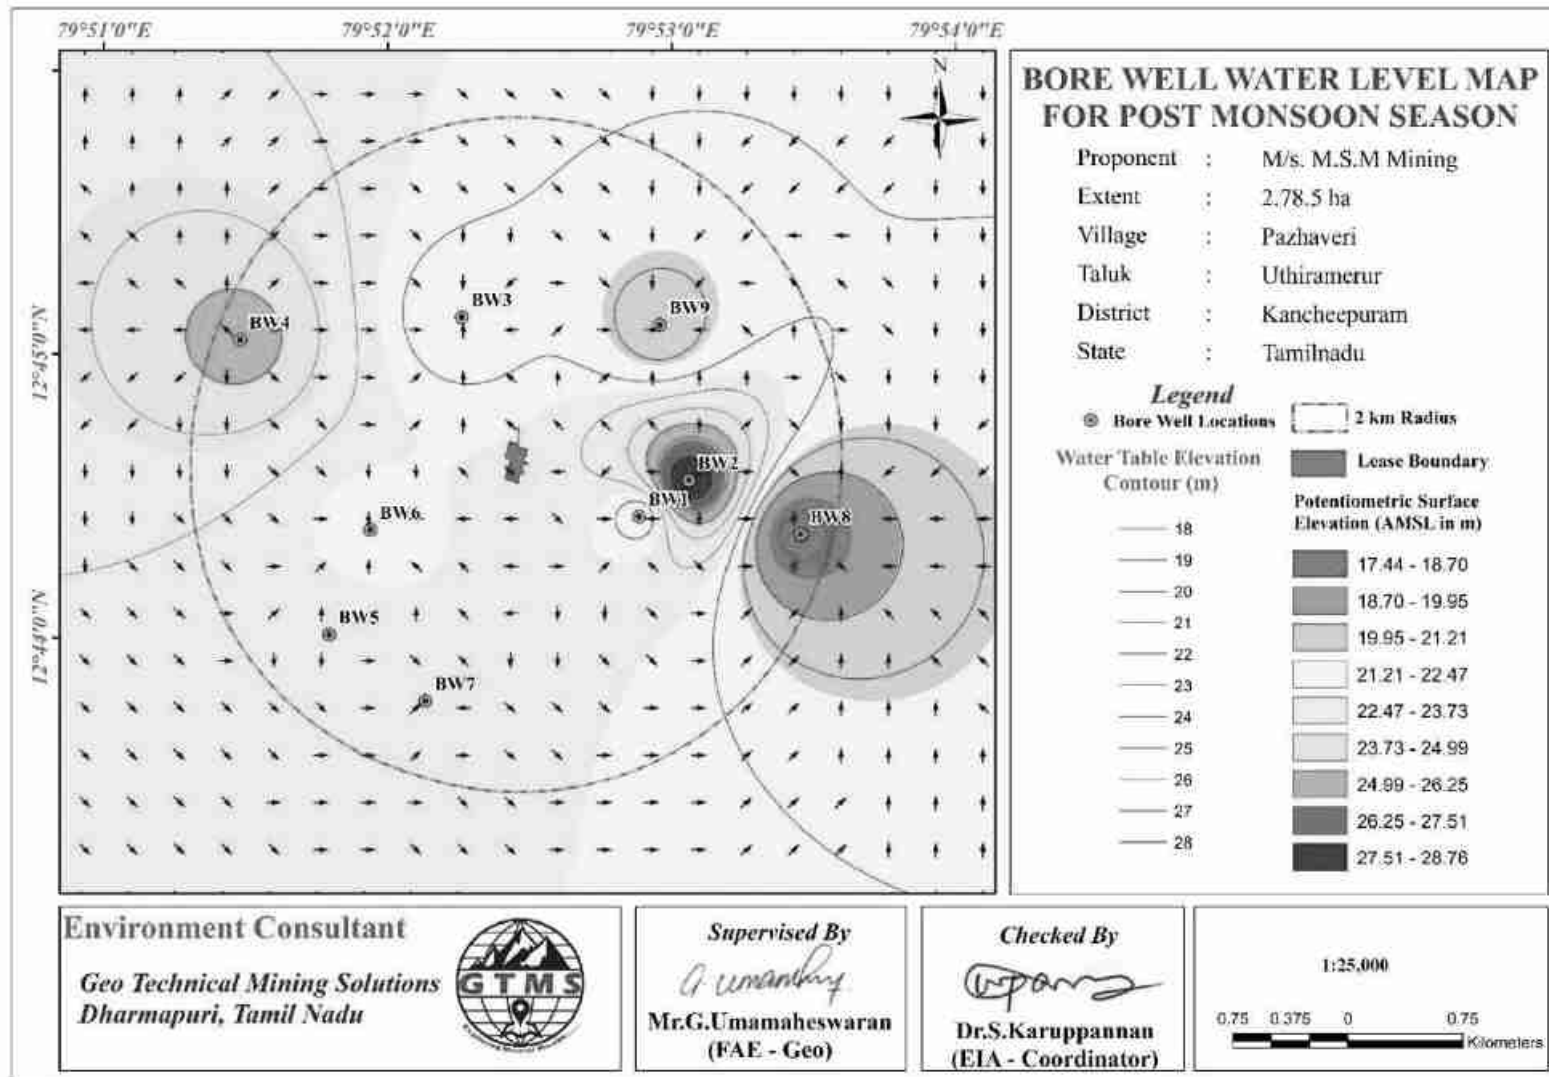 79°51'0"E 79°52'0"E 79°53'0"E 79°54'0"E
12°45'0"N
12°44'0"N
N
BW3
BW9
BW4
BW2
BW1
BW6
BW8
BW5
BW7
BORE WELL WATER LEVEL MAP
FOR POST MONSOON SEASON
Proponent : M/s. M.S.M Mining
Extent : 2.78.5 ha
Village : Pazhaveri
Taluk : Uthiramerur
District : Kancheepuram
State : Tamilnadu
Legend
Bore Well Locations
2 km Radius
Water Table Elevation
Contour (m)
18
19
20
21
22
23
24
25
26
27
28
Lease Boundary
Potentiometric Surface
Elevation (AMSL in m)
17.44 - 18.70
18.70 - 19.95
19.95 - 21.21
21.21 - 22.47
22.47 - 23.73
23.73 - 24.99
24.99 - 26.25
26.25 - 27.51
27.51 - 28.76
Environment Consultant
Geo Technical Mining Solutions
Dharmapuri, Tamil Nadu
GTMS
Supervised By
Mr.G.Umamaheswaran
(FAE - Geo)
Checked By
Dr.S.Karuppannan
(EIA - Coordinator)
1:25,000
0.75 0.375 0 0.75
Kilometers